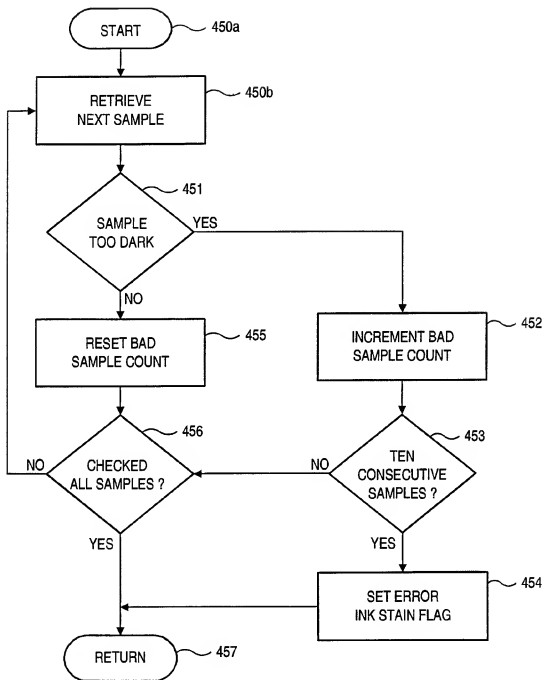 START
450a
RETRIEVE
NEXT SAMPLE
450b
451
SAMPLE
TOO DARK
YES
NO
RESET BAD
SAMPLE COUNT
455
INCREMENT BAD
SAMPLE COUNT
452
456
CHECKED
ALL SAMPLES ?
NO
YES
453
TEN
CONSECUTIVE
SAMPLES ?
NO
YES
SET ERROR
INK STAIN FLAG
454
RETURN
457